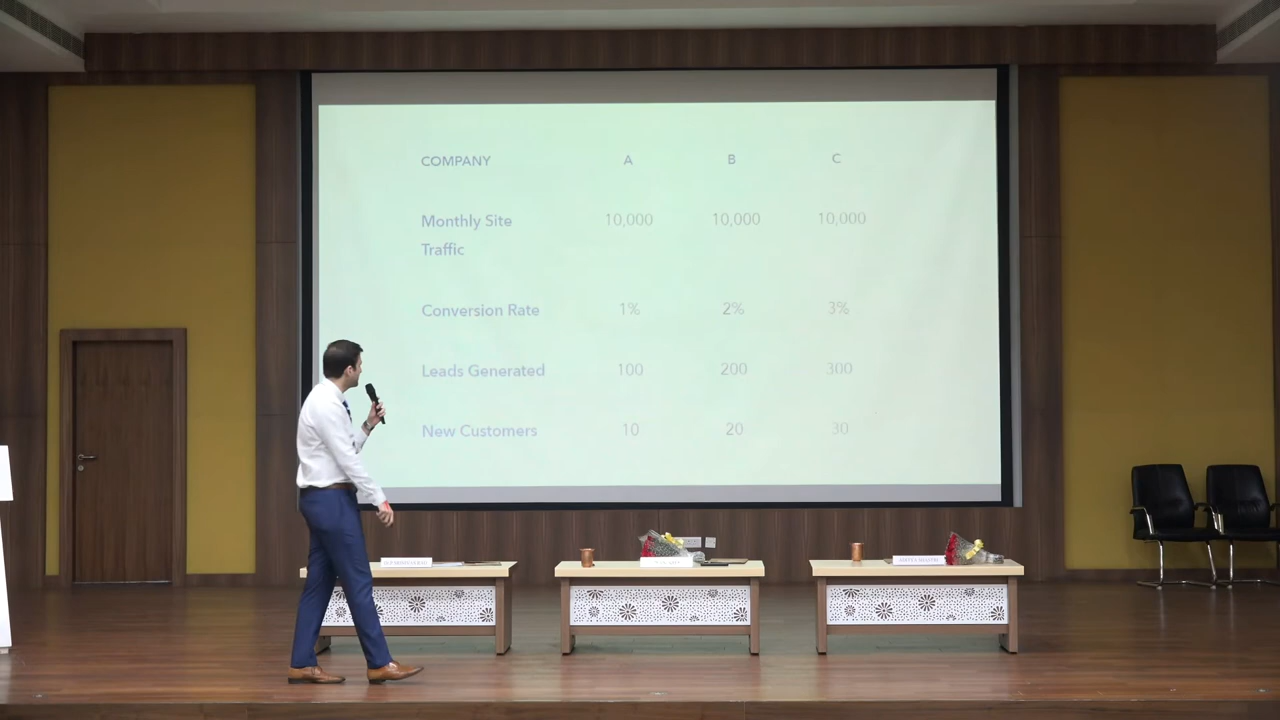 COMPANY A B C
Monthly Site 10,000 10,000 10,000
Traffic
Conversion Rate 1% 2% 3%
Leads Generated 100 200 300
New Customers 10 20 30